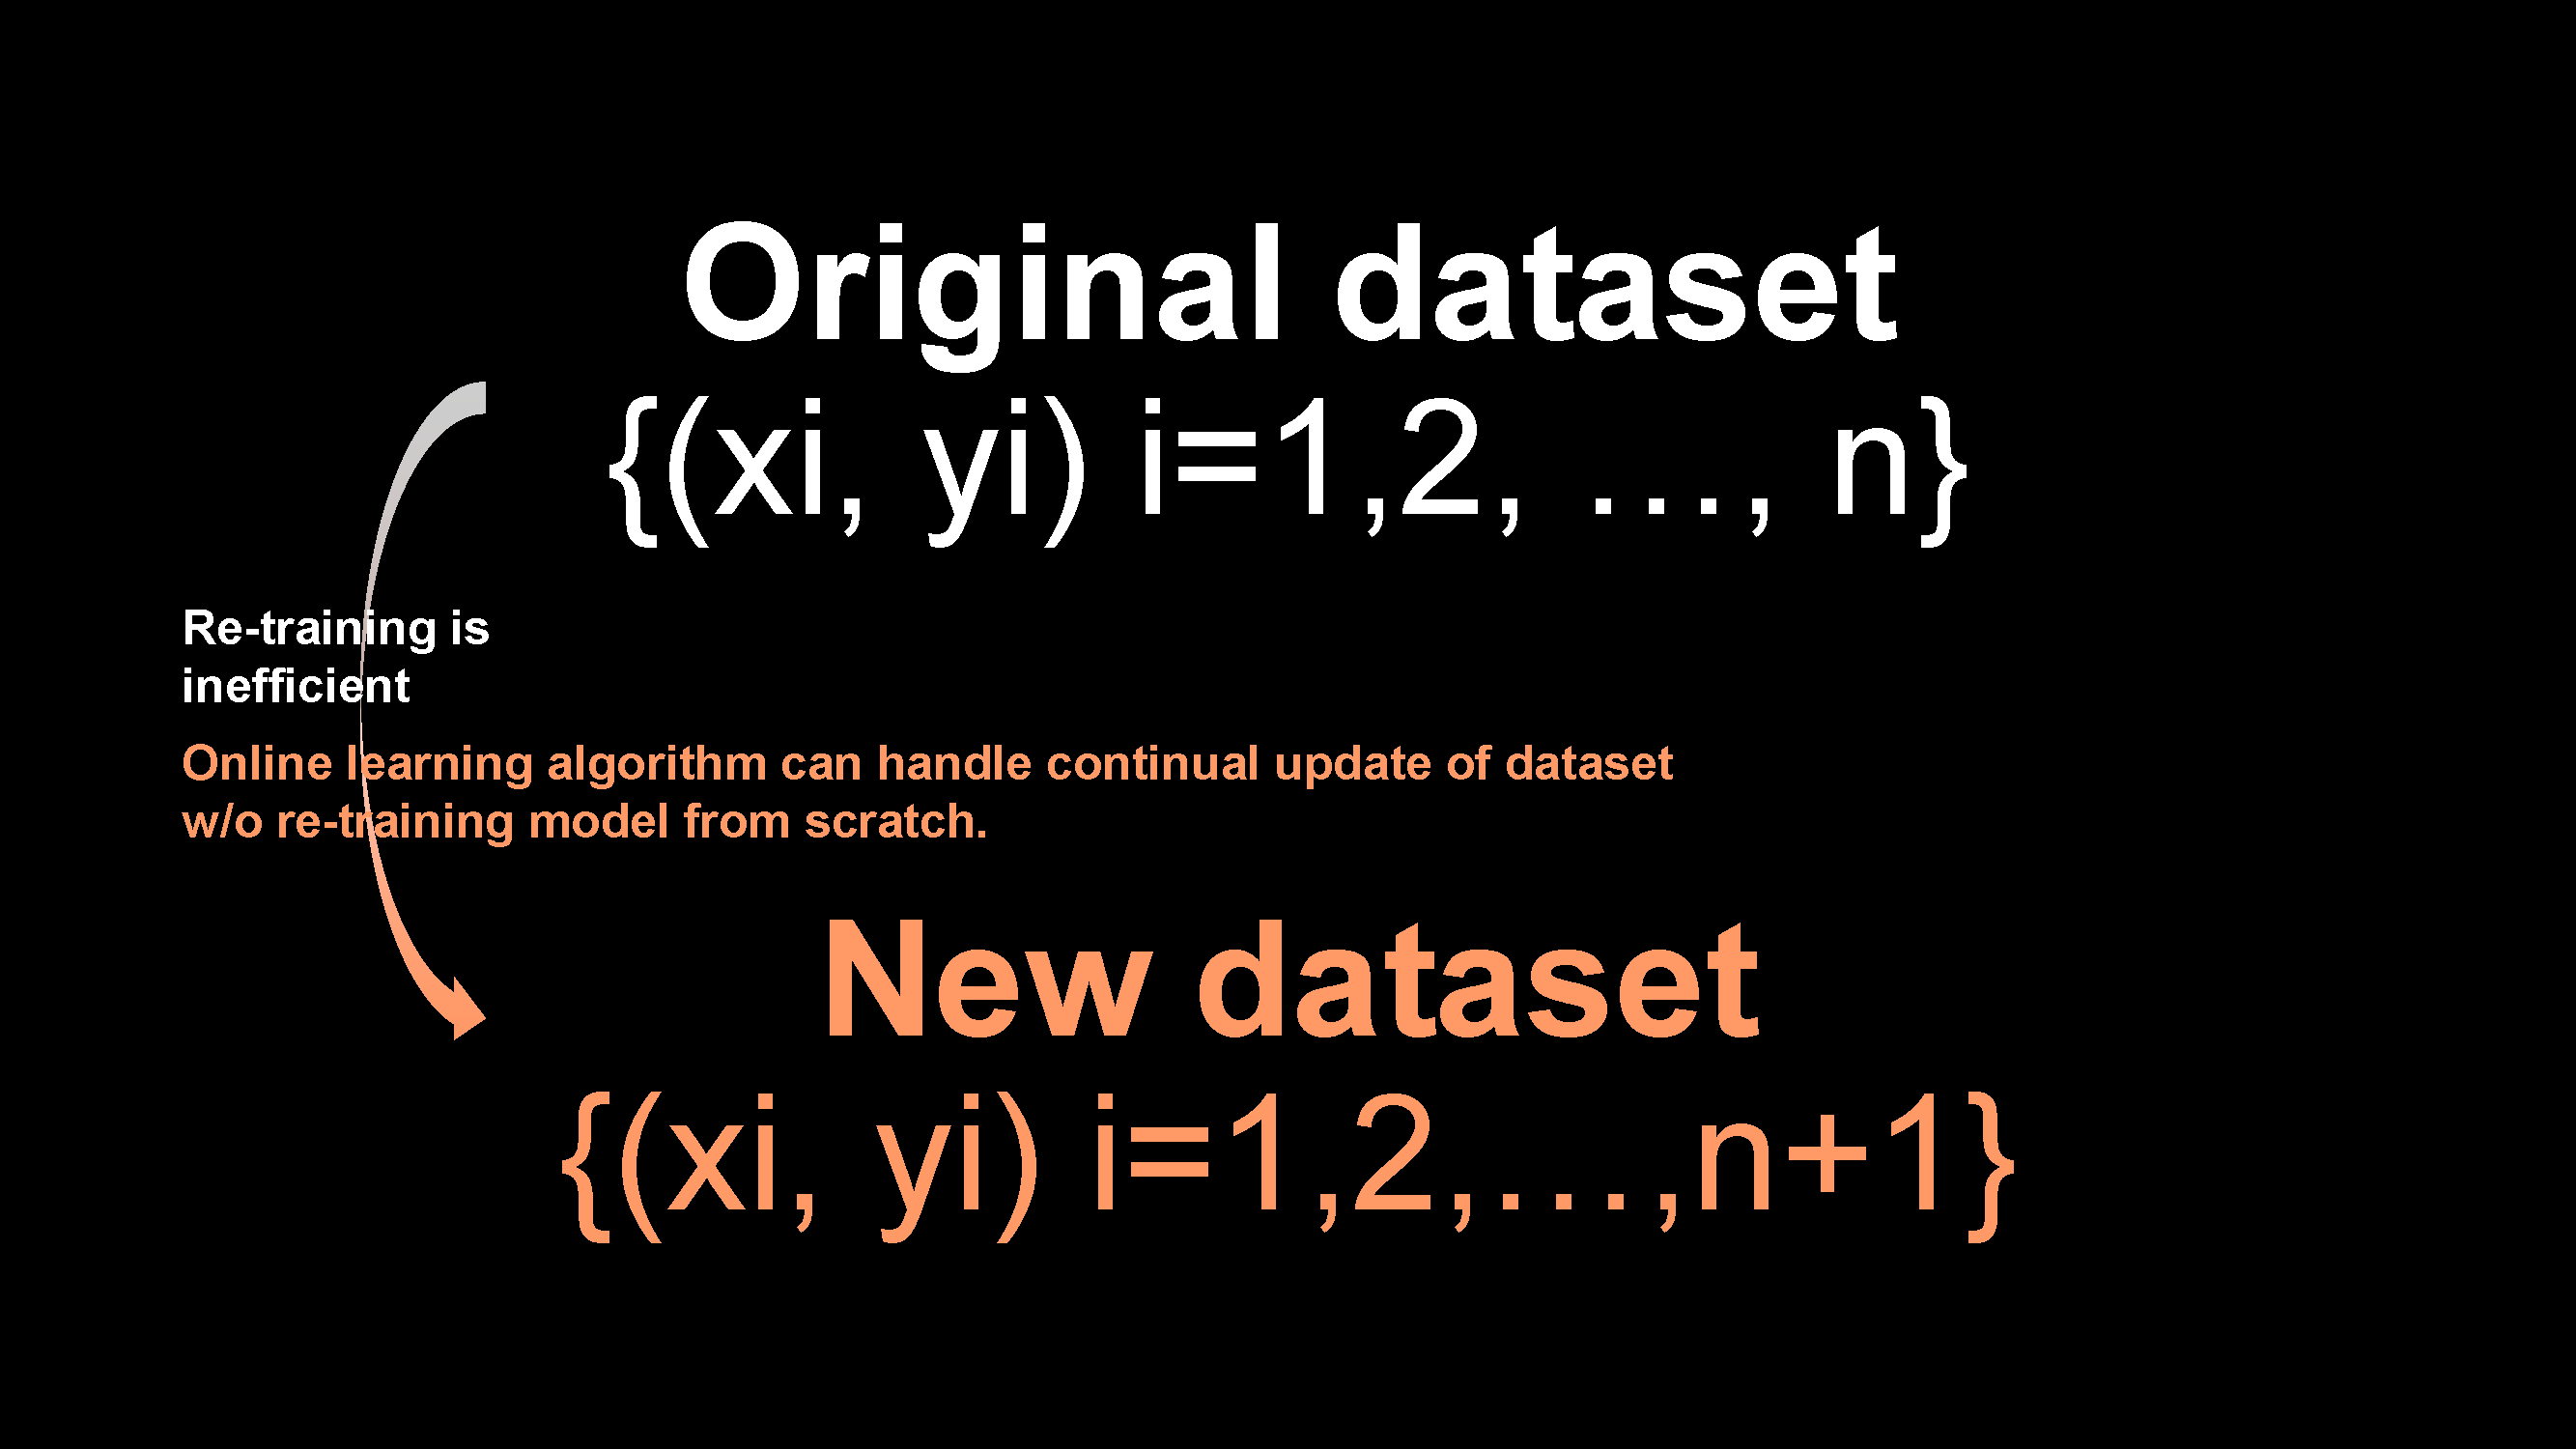 Original dataset
{(xi, yi) i=1,2, …, n}
Re-training is
inefficient
Online learning algorithm can handle continual update of dataset
w/o re-training model from scratch.
New dataset
{(xi, yi) i=1,2,…,n+1}